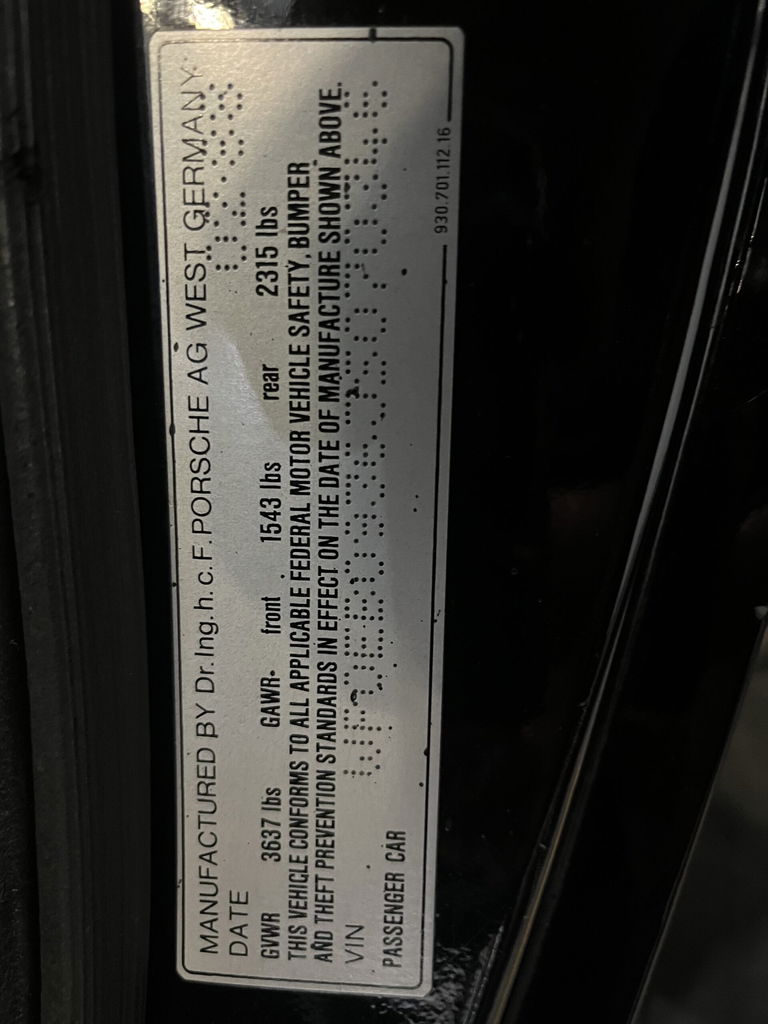 MANUFACTURED BY Dr. Ing. h. c. F. PORSCHE AG WEST GERMANY
DATE
GVWR 3637 lbs GAWR· front 1543 lbs rear 2315 lbs
THIS VEHICLE CONFORMS TO ALL APPLICABLE FEDERAL MOTOR VEHICLE SAFETY, BUMPER
AND THEFT PREVENTION STANDARDS IN EFFECT ON THE DATE OF MANUFACTURE SHOWN ABOVE.
VIN
PASSENGER CAR
930.701.112.16